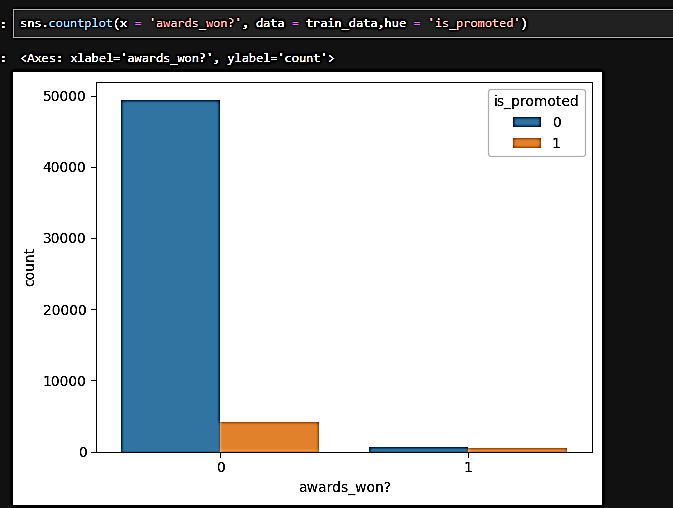 : sns.countplot(x = 'awards_won?', data = train_data,hue = 'is_promoted')
: <Axes: xlabel='awards_won?', ylabel='count'>
is_promoted
0
1
50000
40000
30000
20000
10000
0
count
0 1
awards_won?